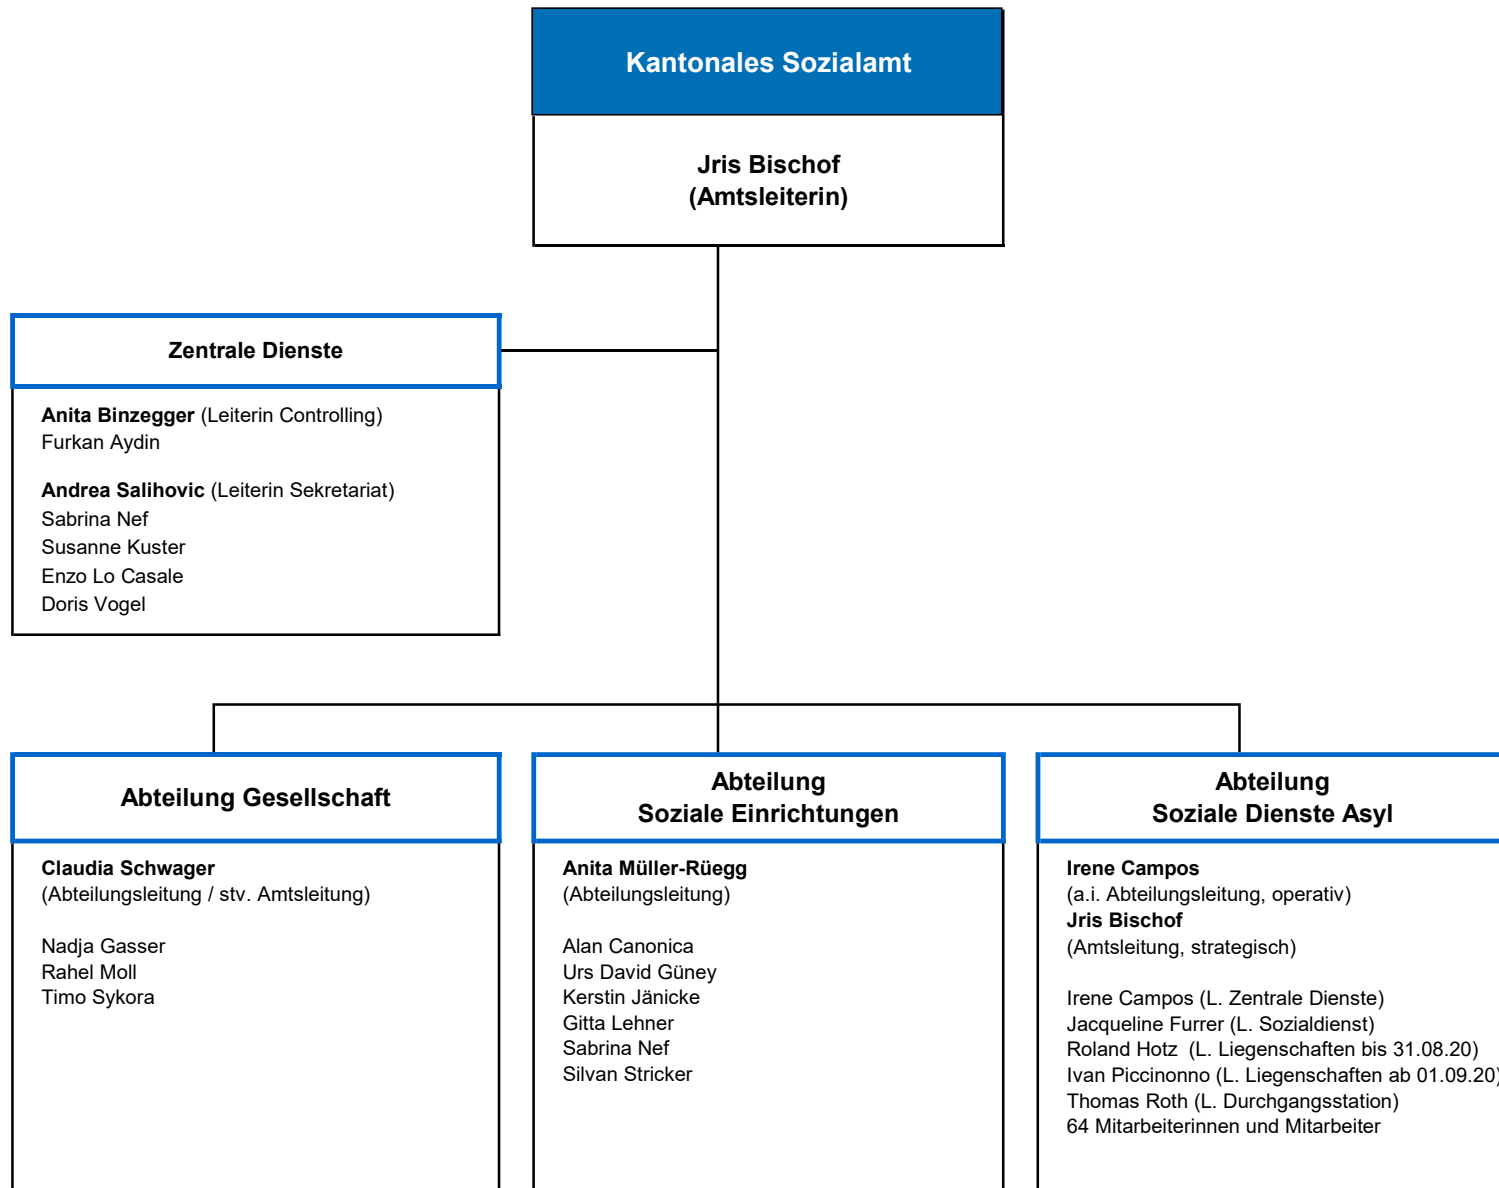 Kantonales Sozialamt
Jris Bischof
(Amtsleiterin)
Zentrale Dienste
Anita Binzegger (Leiterin Controlling)
Furkan Aydin
Andrea Salihovic (Leiterin Sekretariat)
Sabrina Nef
Susanne Kuster
Enzo Lo Casale
Doris Vogel
Abteilung Gesellschaft
Claudia Schwager
(Abteilungsleitung / stv. Amtsleitung)
Nadja Gasser
Rahel Moll
Timo Sykora
Abteilung
Soziale Einrichtungen
Anita Müller-Rüegg
(Abteilungsleitung)
Alan Canonica
Urs David Güney
Kerstin Jänicke
Gitta Lehner
Sabrina Nef
Silvan Stricker
Abteilung
Soziale Dienste Asyl
Irene Campos
(a.i. Abteilungsleitung, operativ)
Jris Bischof
(Amtsleitung, strategisch)
Irene Campos (L. Zentrale Dienste)
Jacqueline Furrer (L. Sozialdienst)
Roland Hotz (L. Liegenschaften bis 31.08.20)
Ivan Piccinonno (L. Liegenschaften ab 01.09.20)
Thomas Roth (L. Durchgangsstation)
64 Mitarbeiterinnen und Mitarbeiter